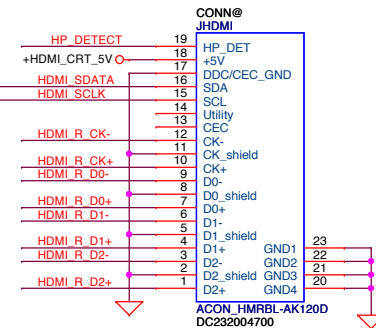 CONN@
JHDMI
HP_DETECT 19 HP_DET
+HDMI_CRT_5V 18 +5V
17 DDC/CEC_GND
HDMI_SDATA 16 SDA
HDMI_SCLK 15 SCL
14 Utility
13 CEC
HDMI_R_CK- 12 CK-
11 CK_shield
HDMI_R_CK+ 10 CK+
HDMI_R_D0- 9 D0-
8 D0_shield
HDMI_R_D0+ 7 D0+
HDMI_R_D1- 6 D1-
5 D1_shield
HDMI_R_D1+ 4 D1+ GND1 23
HDMI_R_D2- 3 D2- GND2 22
2 D2_shield GND3 21
HDMI_R_D2+ 1 D2+ GND4 20
ACON_HMRBL-AK120D
DC232004700